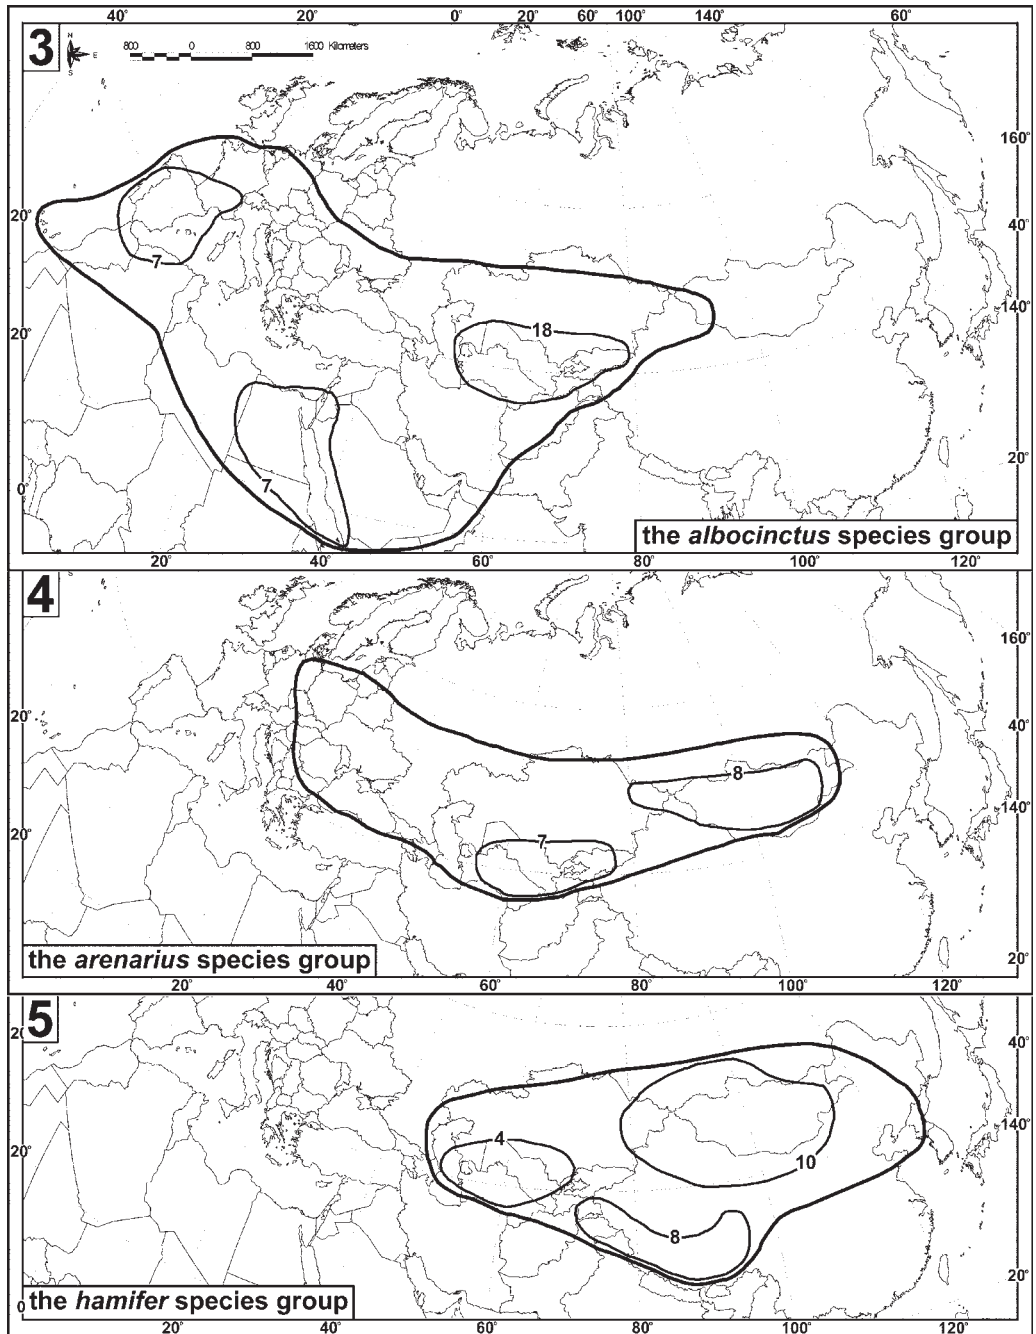 40° 20° 0° 20° 60° 100° 140° 60°
3
N
E
S
800 0 800 1600 Kilometers
160°
20° 40°
7
140°
20° 18
20°
7
0°
the albocinctus species group
20° 40° 60° 80° 100° 120°
4
160°
20° 40°
8
140°
20° 7
the arenarius species group
20°
20° 40° 60° 80° 100° 120°
5
20 40°
140°
20° 4
10
8
20°
the hamifer species group
0
20° 40° 60° 80° 100° 120°